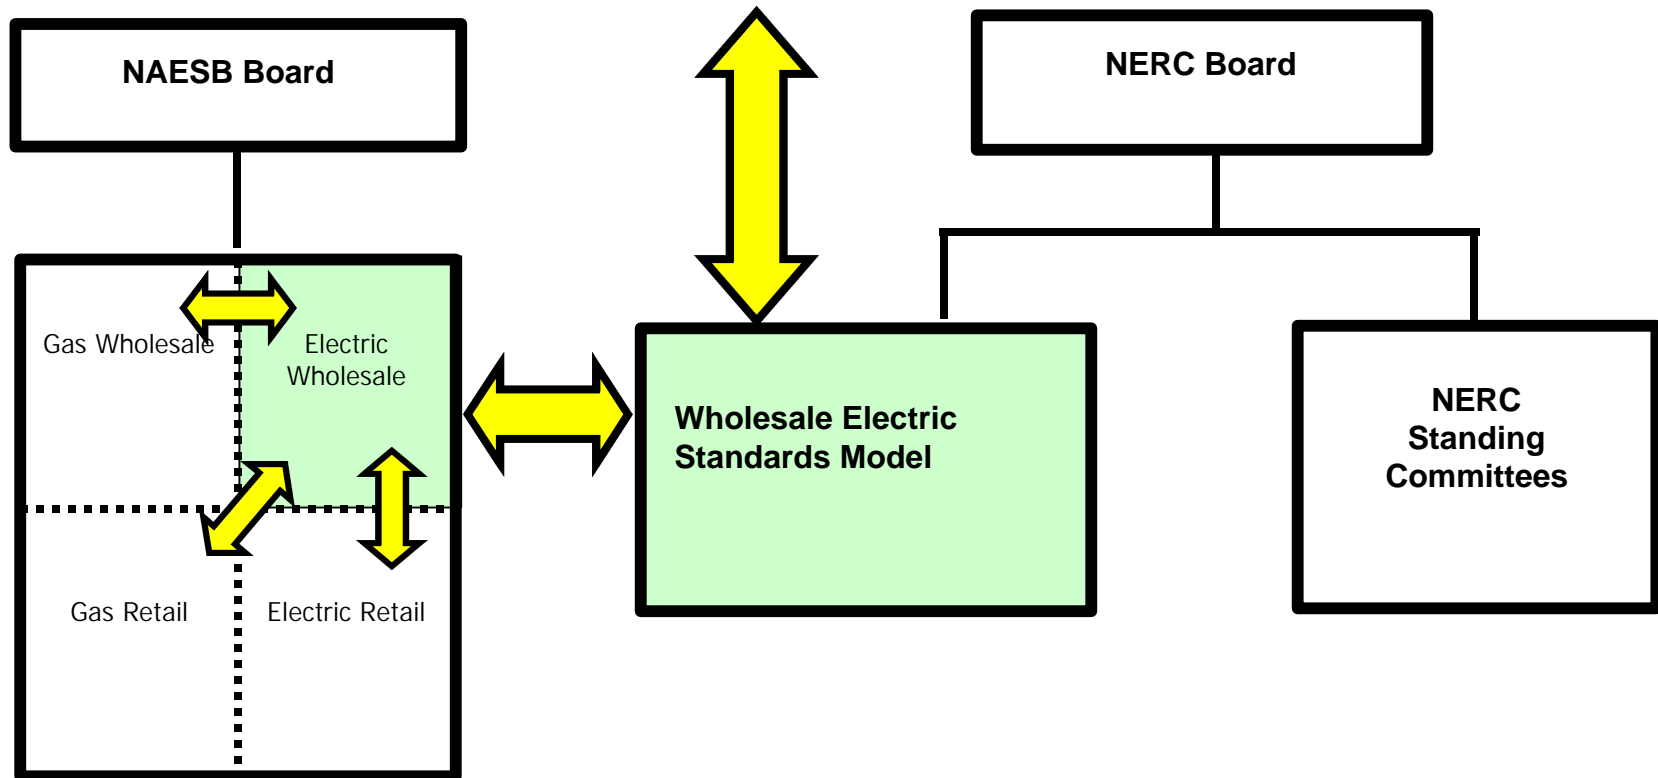 NAESB Board
NERC Board
Gas Wholesale
Electric
Wholesale
Wholesale Electric
Standards Model
NERC
Standing
Committees
Gas Retail
Electric Retail